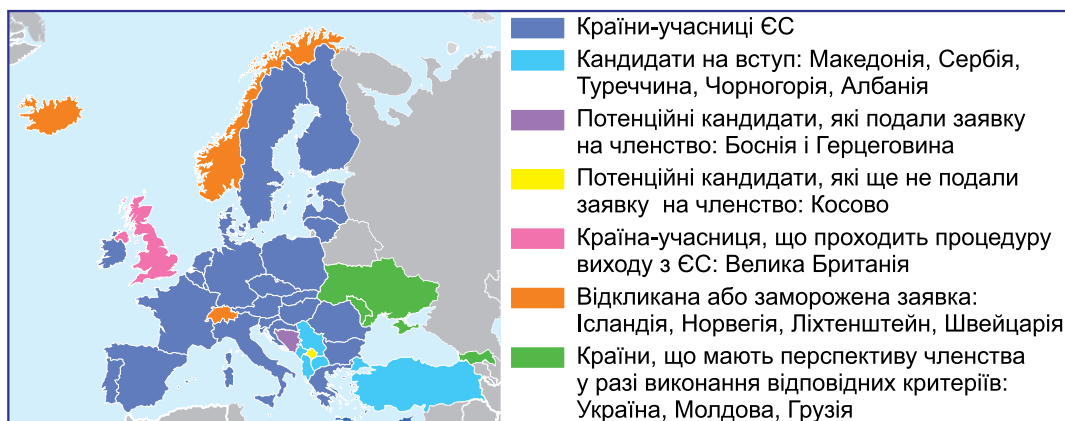 Країни-учасниці ЄС
Кандидати на вступ: Македонія, Сербія,
Туреччина, Чорногорія, Албанія
Потенційні кандидати, які подали заявку
на членство: Боснія і Герцеговина
Потенційні кандидати, які ще не подали
заявку на членство: Косово
Країна-учасниця, що проходить процедуру
виходу з ЄС: Велика Британія
Відкликана або заморожена заявка:
Ісландія, Норвегія, Ліхтенштейн, Швейцарія
Країни, що мають перспективу членства
у разі виконання відповідних критеріїв:
Україна, Молдова, Грузія